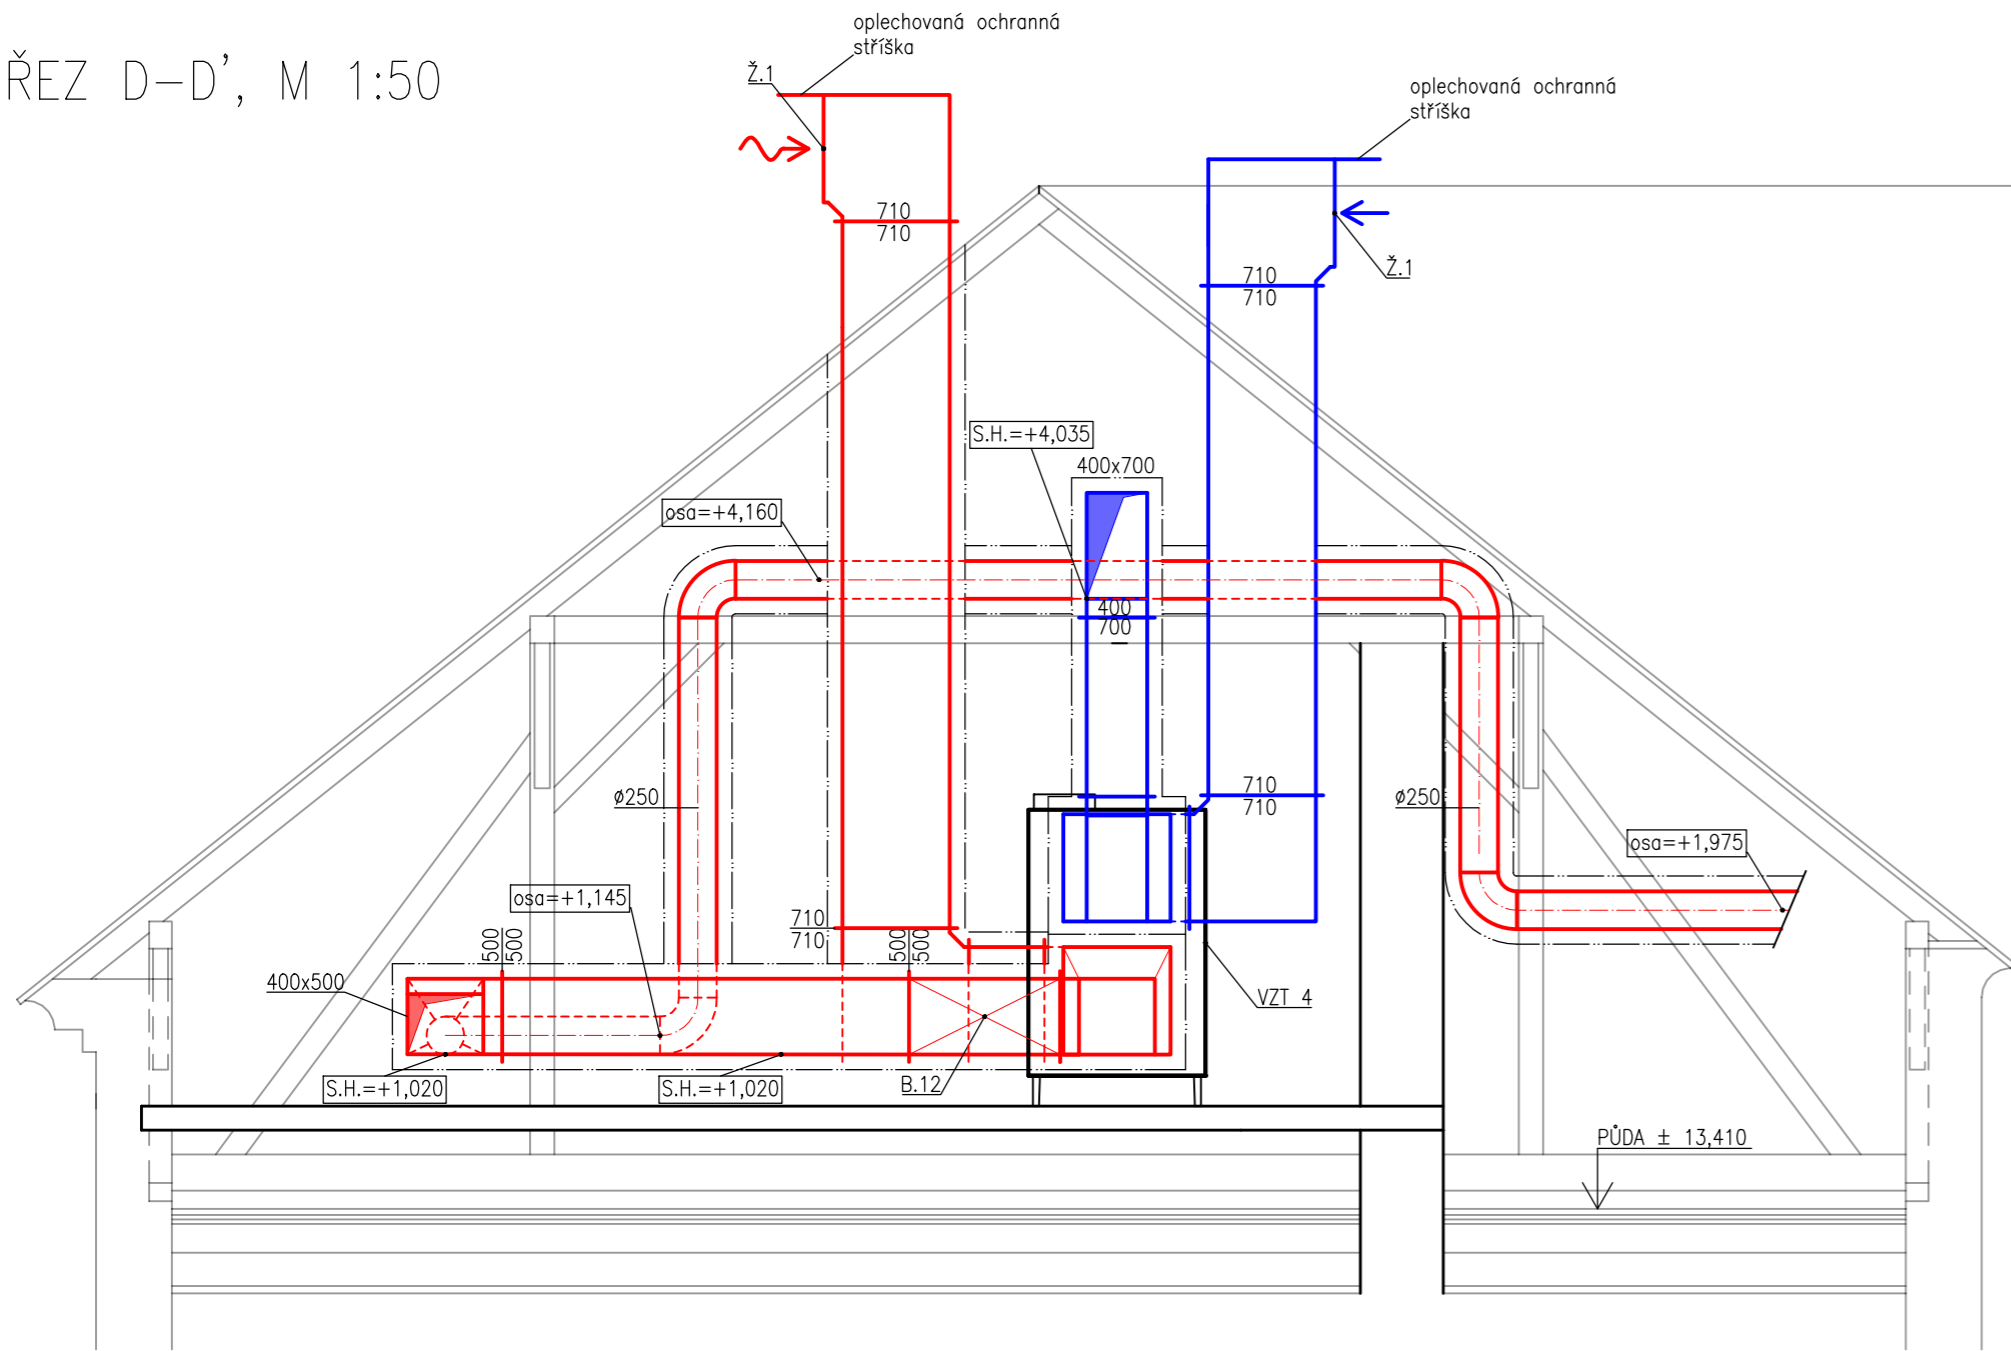 ŘEZ D-D', M 1:50
oplechovaná ochranná
stříška
Ž.1
oplechovaná ochranná
stříška
Ž.1
710
710
710
710
S.H.=+4,035
400x700
osa=+4,160
400
700
ø250
710
710
ø250
osa=+1,975
osa=+1,145
710
710
500
500
500
500
400x500
VZT 4
S.H.=+1,020
S.H.=+1,020
B.12
PŮDA ± 13,410